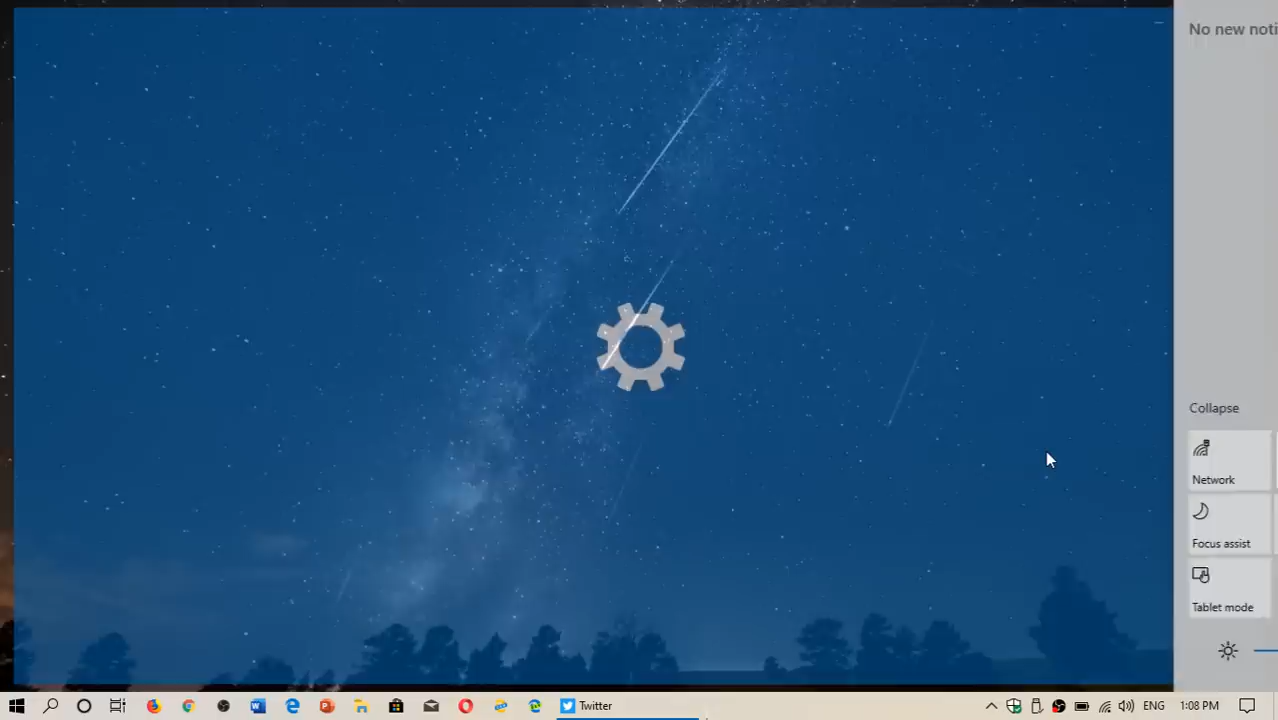 No new noti
Collapse
Network
Focus assist
Tablet mode
Twitter
ENG
1:08 PM